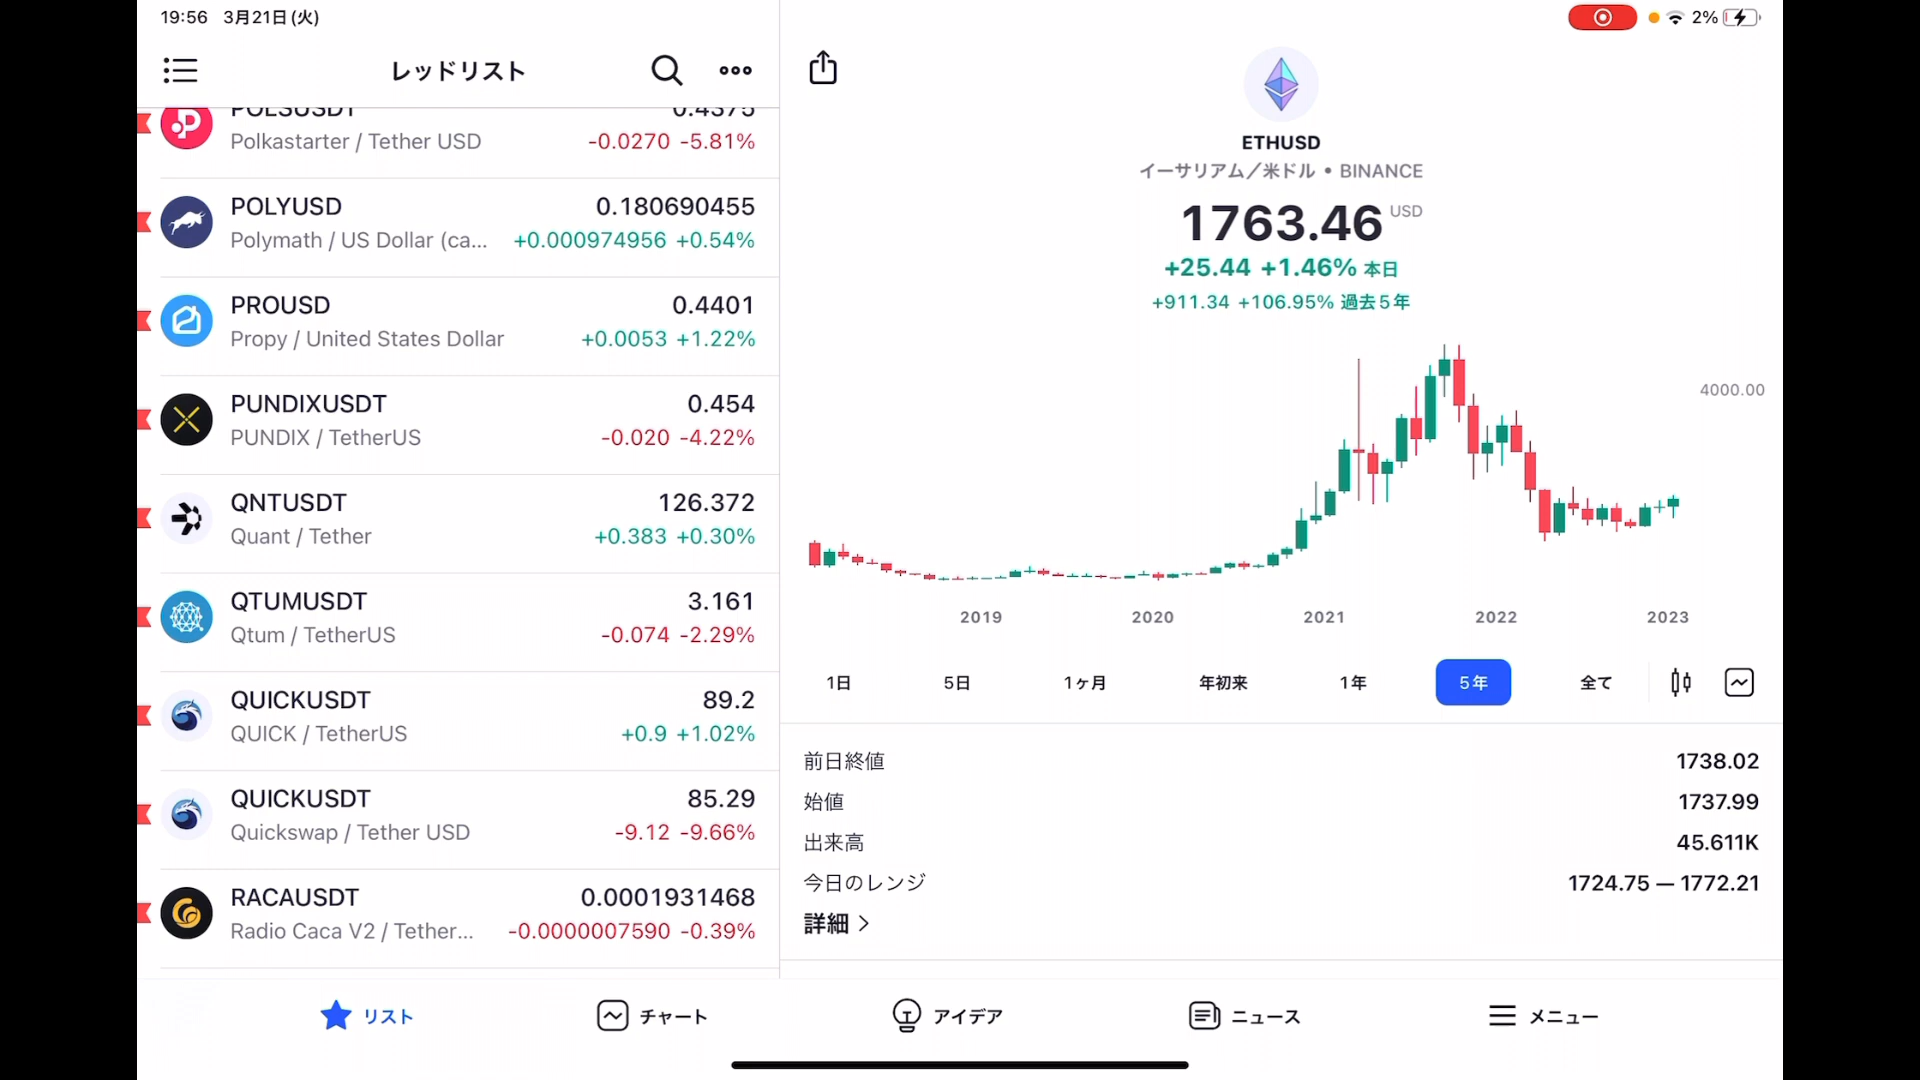 19:56 3月21日(火)
2%
レッドリスト
POLSUSDT 0.4375
Polkastarter / Tether USD -0.0270 -5.81%
POLYUSD 0.180690455
Polymath / US Dollar (ca... +0.000974956 +0.54%
PROUSD 0.4401
Propy / United States Dollar +0.0053 +1.22%
PUNDIXUSDT 0.454
PUNDIX / TetherUS -0.020 -4.22%
QNTUSDT 126.372
Quant / Tether +0.383 +0.30%
QTUMUSDT 3.161
Qtum / TetherUS -0.074 -2.29%
QUICKUSDT 89.2
QUICK / TetherUS +0.9 +1.02%
QUICKUSDT 85.29
Quickswap / Tether USD -9.12 -9.66%
RACAUSDT 0.0001931468
Radio Caca V2 / Tether... -0.0000007590 -0.39%
ETHUSD
イーサリアム／米ドル • BINANCE
1763.46 USD
+25.44 +1.46% 本日
+911.34 +106.95% 過去5年
4000.00
2019 2020 2021 2022 2023
1日 5日 1ヶ月 年初来 1年 5年 全て
前日終値 1738.02
始値 1737.99
出来高 45.611K
今日のレンジ 1724.75 — 1772.21
詳細 >
リスト チャート アイデア ニュース メニュー